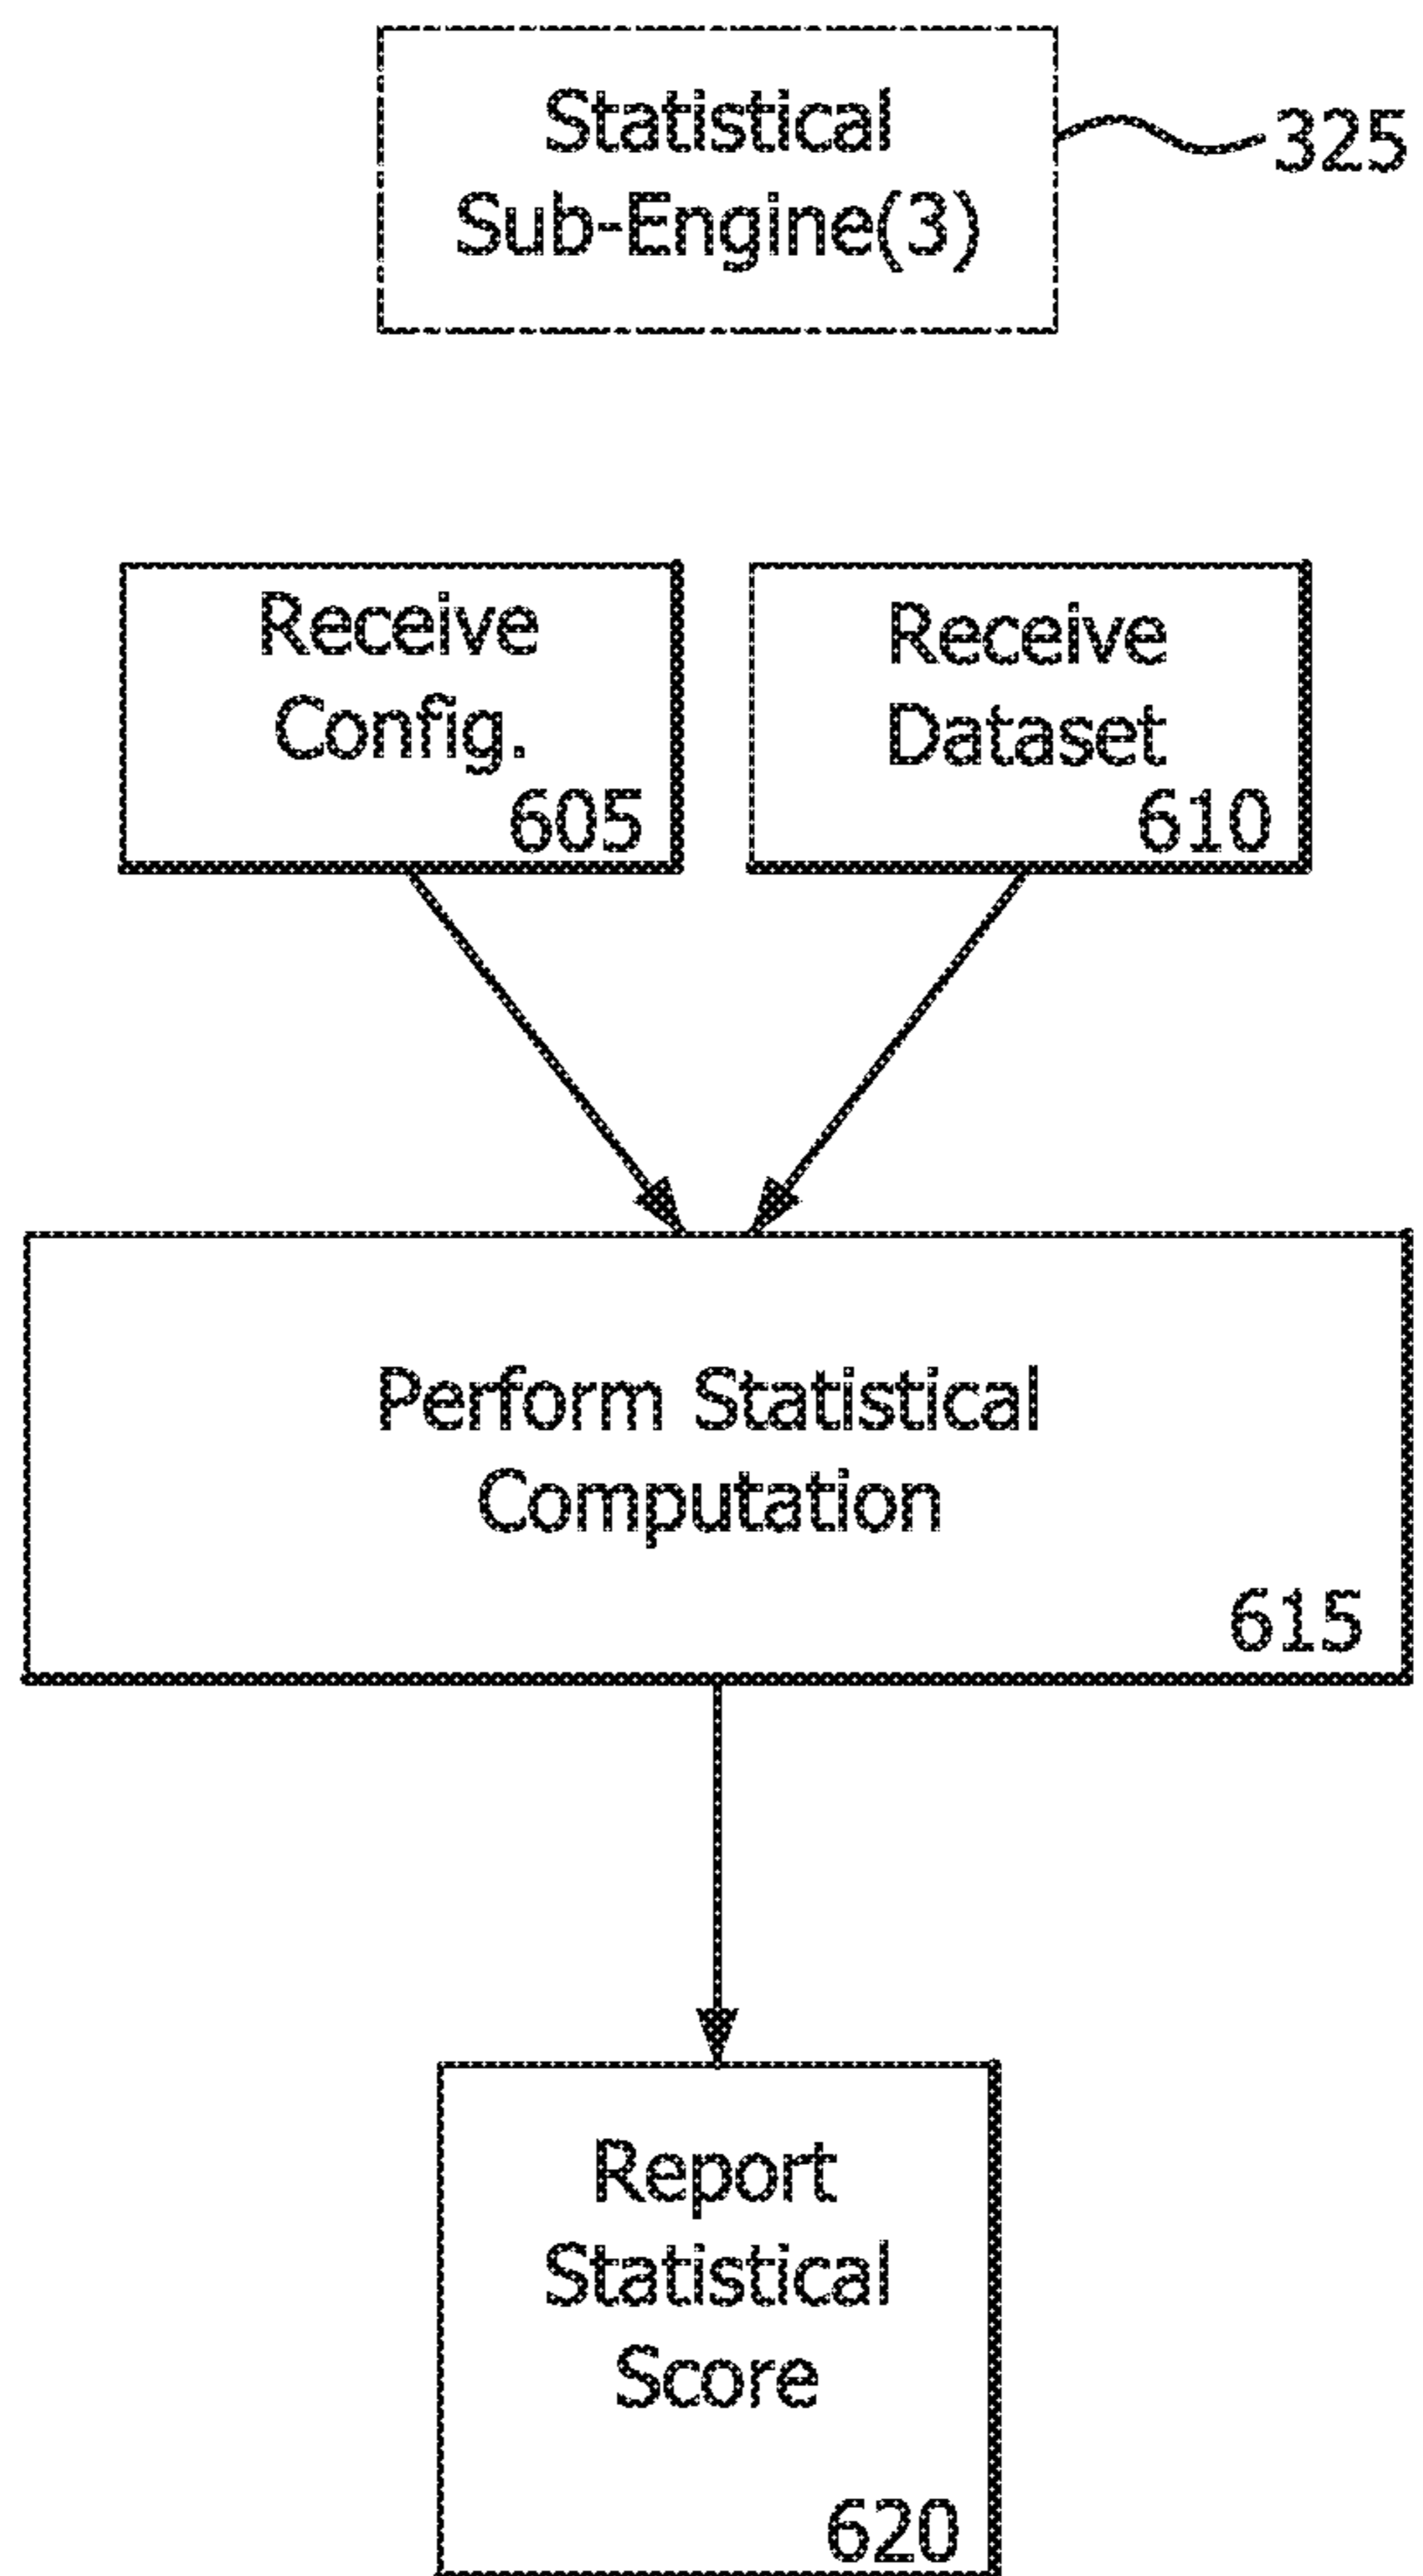 Statistical
Sub-Engine(3)
325
Receive
Config.
605
Receive
Dataset
610
Perform Statistical
Computation
615
Report
Statistical
Score
620